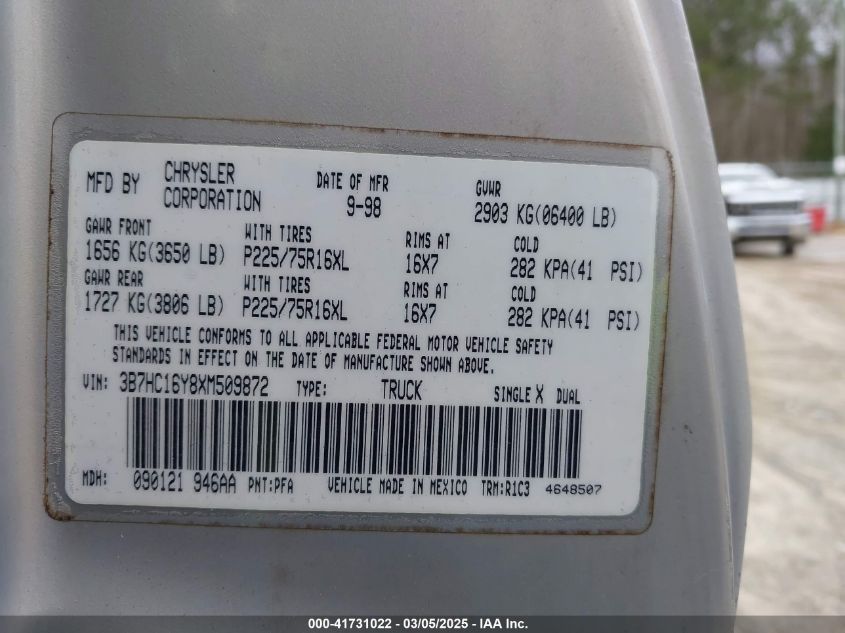 MFD BY CHRYSLER CORPORATION DATE OF MFR 9-98 GVWR 2903 KG(06400 LB)
GAWR FRONT WITH TIRES RIMS AT COLD
1656 KG(3650 LB) P225/75R16XL 16X7 282 KPA(41 PSI)
GAWR REAR WITH TIRES RIMS AT COLD
1727 KG(3806 LB) P225/75R16XL 16X7 282 KPA(41 PSI)
THIS VEHICLE CONFORMS TO ALL APPLICABLE FEDERAL MOTOR VEHICLE SAFETY
STANDARDS IN EFFECT ON THE DATE OF MANUFACTURE SHOWN ABOVE.
VIN: 3B7HC16Y8XM509872 TYPE: TRUCK SINGLE X DUAL
MDH: 090121 946AA PNT:PFA VEHICLE MADE IN MEXICO TRM:R1C3 4648507
000-41731022 / 03/05/2025 - IAA Inc.